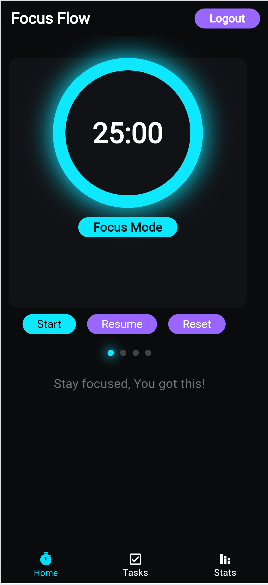 Focus Flow Logout
25:00
Focus Mode
Start Resume Reset
Stay focused, You got this!
Home Tasks Stats